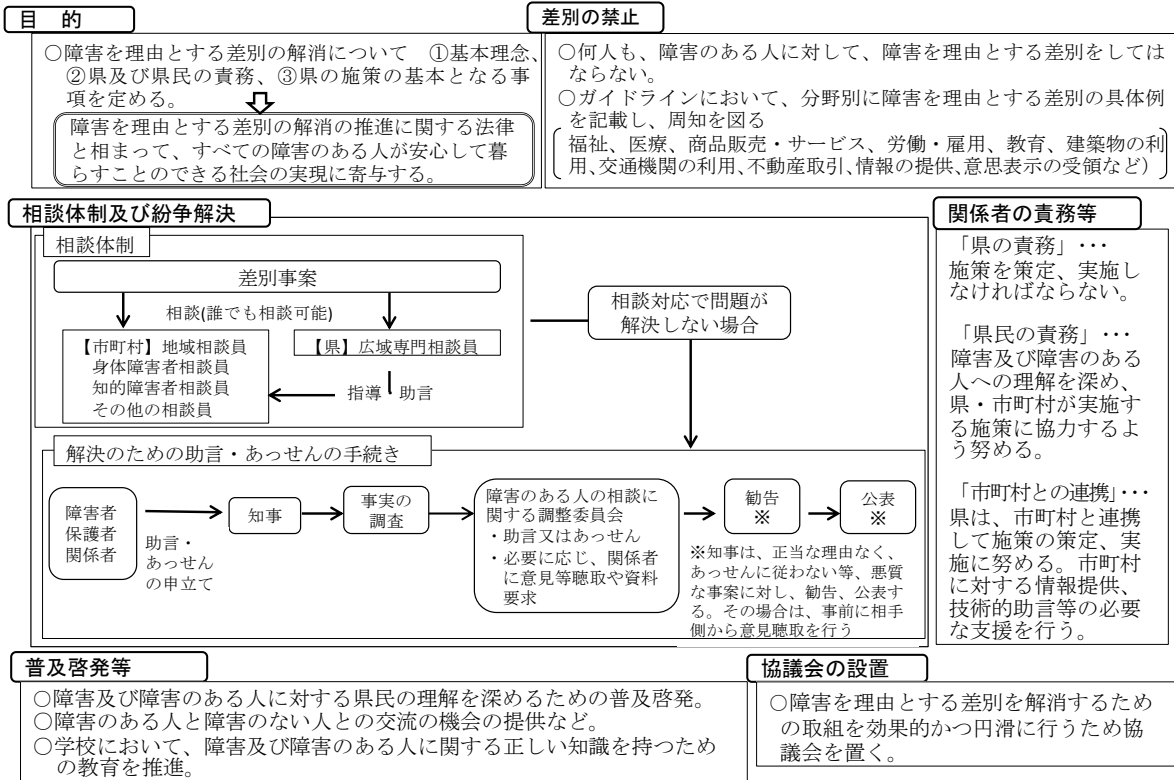 目　的
○障害を理由とする差別の解消について　①基本理念、
②県及び県民の責務、③県の施策の基本となる事
項を定める。
障害を理由とする差別の解消の推進に関する法律
と相まって、すべての障害のある人が安心して暮
らすことのできる社会の実現に寄与する。
差別の禁止
○何人も、障害のある人に対して、障害を理由とする差別をしては
ならない。
○ガイドラインにおいて、分野別に障害を理由とする差別の具体例
を記載し、周知を図る
福祉、医療、商品販売・サービス、労働・雇用、教育、建築物の利
用、交通機関の利用、不動産取引、情報の提供、意思表示の受領など）
相談体制及び紛争解決
相談体制
差別事案
相談(誰でも相談可能)
【市町村】地域相談員
身体障害者相談員
知的障害者相談員
その他の相談員
【県】広域専門相談員
指導・助言
相談対応で問題が
解決しない場合
解決のための助言・あっせんの手続き
障害者
保護者
関係者
助言・
あっせん
の申立て
知事
事実の
調査
障害のある人の相談に
関する調整委員会
・助言又はあっせん
・必要に応じ、関係者
に意見等聴取や資料
要求
勧告
※
公表
※
※知事は、正当な理由なく、
あっせんに従わない等、悪質
な事案に対し、勧告、公表す
る。その場合は、事前に相手
側から意見聴取を行う
関係者の責務等
「県の責務」・・・
施策を策定、実施し
なければならない。
「県民の責務」・・・
障害及び障害のある
人への理解を深め、
県・市町村が実施す
る施策に協力するよ
う努める。
「市町村との連携」・・・
県は、市町村と連携
して施策の策定、実
施に努める。市町村
に対する情報提供、
技術的助言等の必要
な支援を行う。
普及啓発等
○障害及び障害のある人に対する県民の理解を深めるための普及啓発。
○障害のある人と障害のない人との交流の機会の提供など。
○学校において、障害及び障害のある人に関する正しい知識を持つため
の教育を推進。
協議会の設置
○障害を理由とする差別を解消するため
の取組を効果的かつ円滑に行うため協
議会を置く。